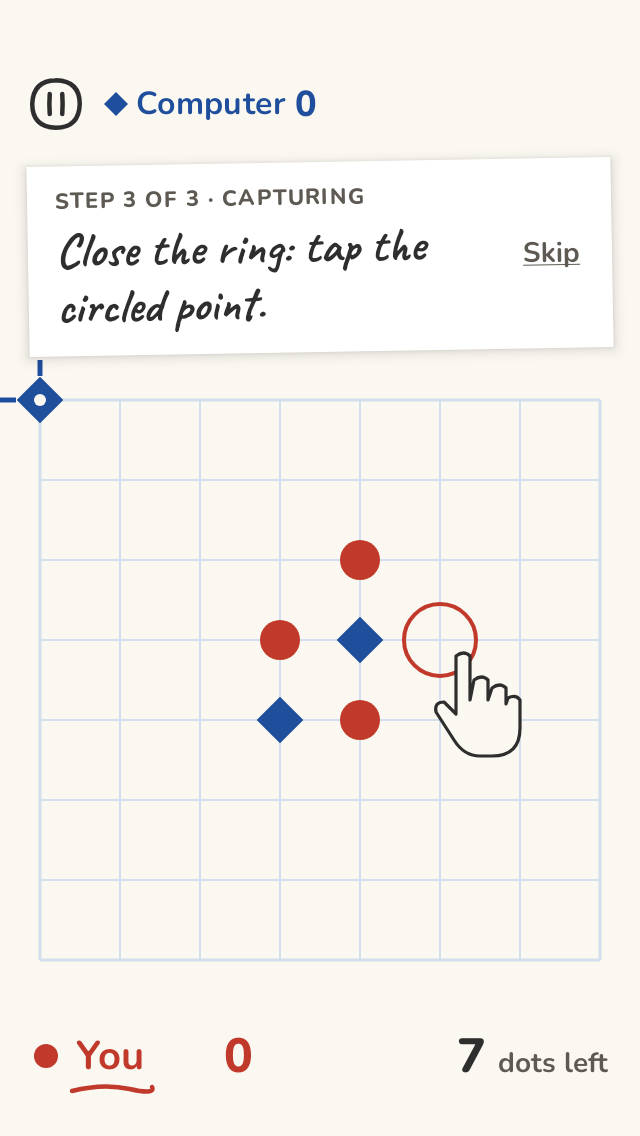 Computer 0
STEP 3 OF 3 · CAPTURING
Close the ring: tap the
circled point.
Skip
You 0 7 dots left